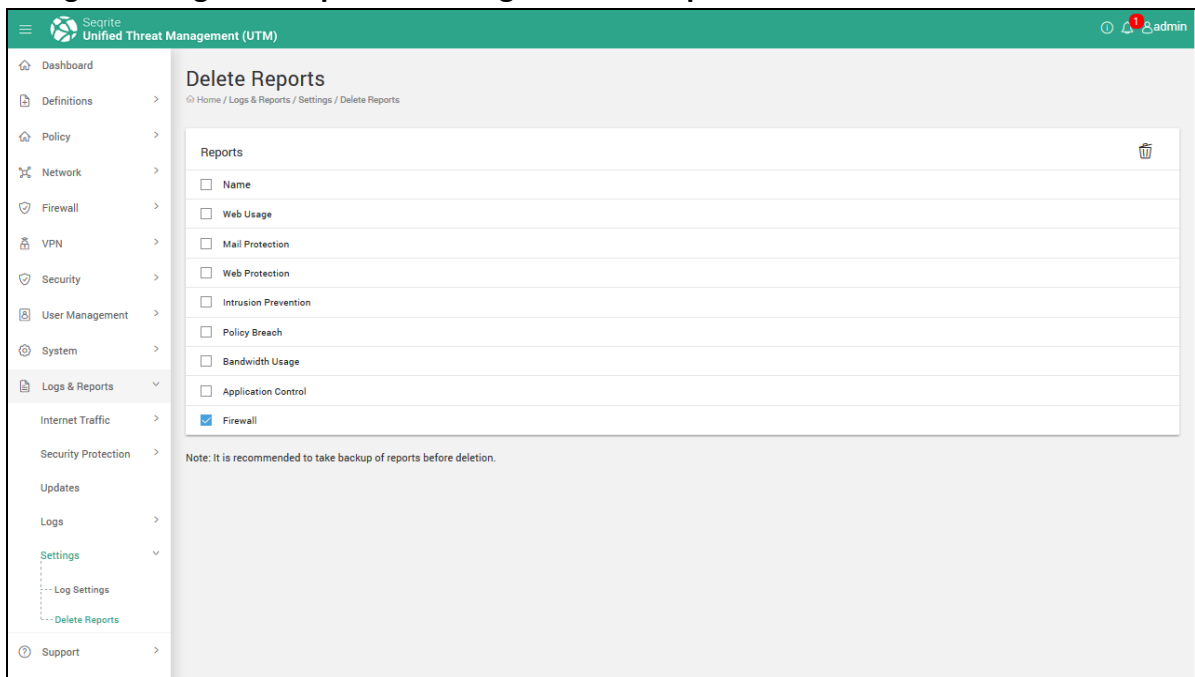 Seqrite
Unified Threat Management (UTM)
1
admin
Dashboard
Definitions
Policy
Network
Firewall
VPN
Security
User Management
System
Logs & Reports
Internet Traffic
Security Protection
Updates
Logs
Settings
Log Settings
Delete Reports
Support
Delete Reports
Home / Logs & Reports / Settings / Delete Reports
Reports
Name
Web Usage
Mail Protection
Web Protection
Intrusion Prevention
Policy Breach
Bandwidth Usage
Application Control
Firewall
Note: It is recommended to take backup of reports before deletion.